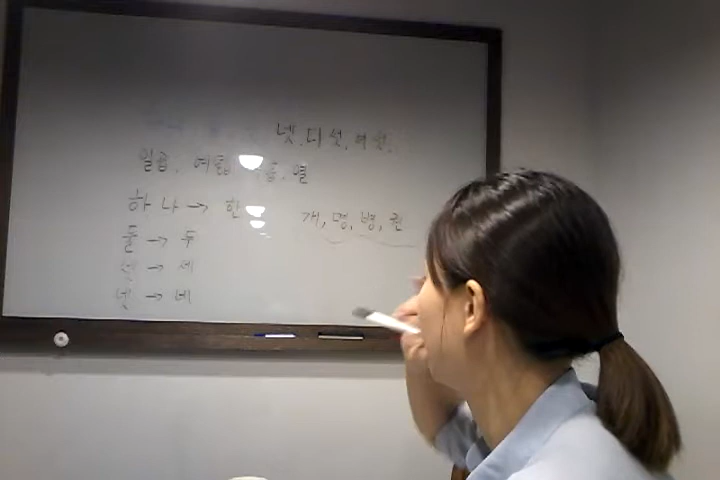 넷, 다섯, 여섯,
일곱, 여덟, 열
하나 → 한
개, 명, 병, 권
둘 → 두
셋 → 세
넷 → 네